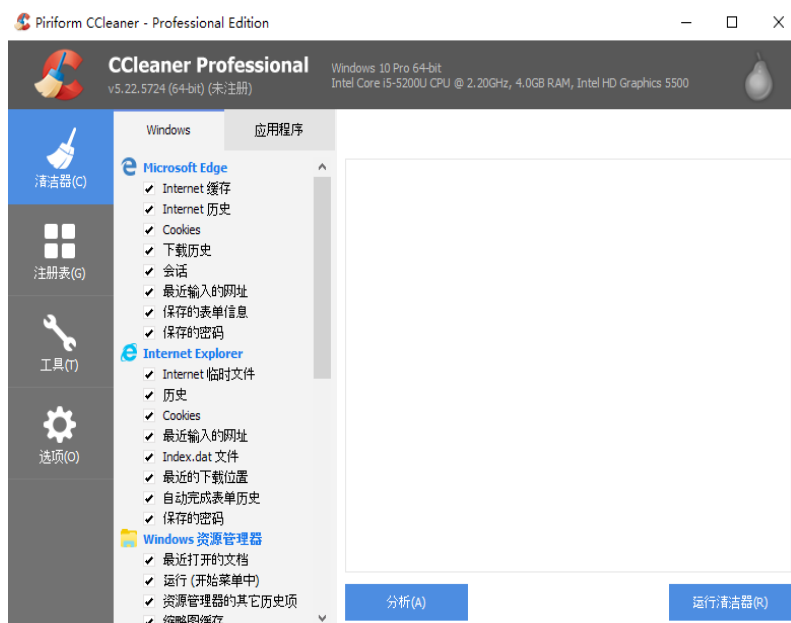 Piriform CCleaner - Professional Edition
CCleaner Professional
v5.22.5724 (64-bit) (未注册)
Windows 10 Pro 64-bit
Intel Core i5-5200U CPU @ 2.20GHz, 4.0GB RAM, Intel HD Graphics 5500
清洁器(C)
注册表(G)
工具(T)
选项(O)
Windows
应用程序
Microsoft Edge
Internet 缓存
Internet 历史
Cookies
下载历史
会话
最近输入的网址
保存的表单信息
保存的密码
Internet Explorer
Internet 临时文件
历史
Cookies
最近输入的网址
Index.dat 文件
最近的下载位置
自动完成表单历史
保存的密码
Windows 资源管理器
最近打开的文档
运行 (开始菜单中)
资源管理器的其它历史项
缩略图缓存
分析(A)
运行清洁器(R)